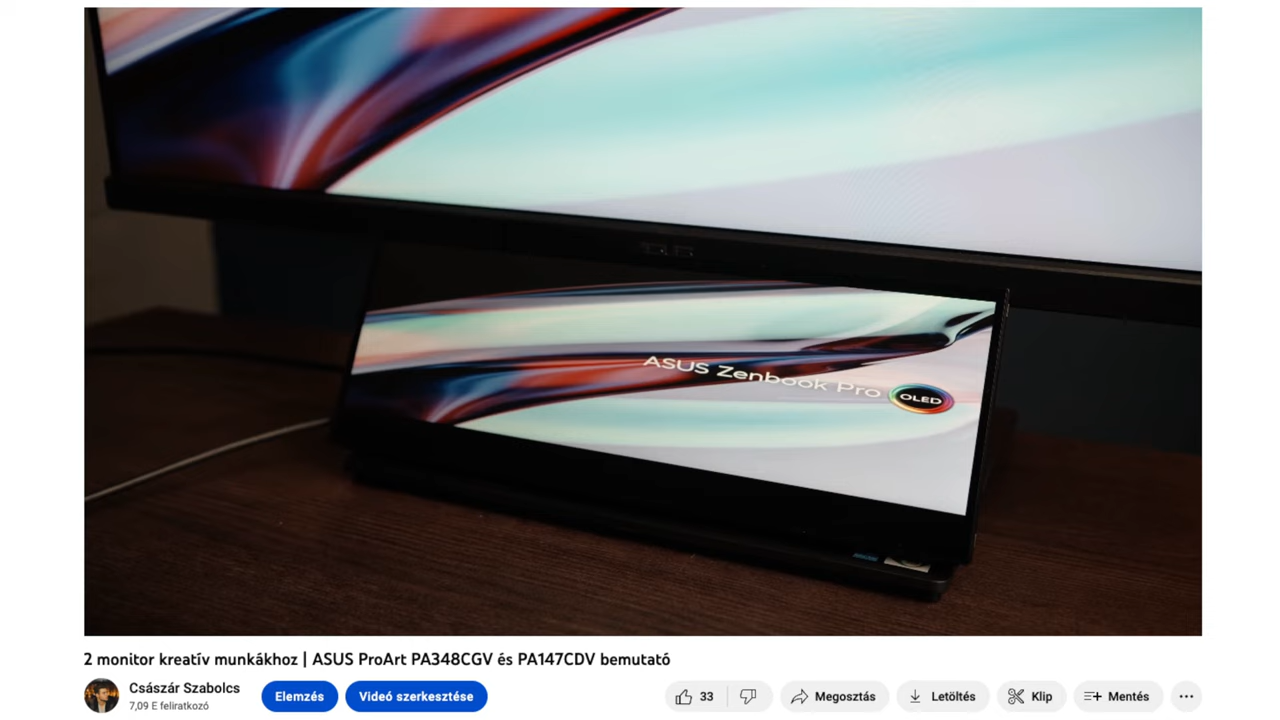 ASUS Zenbook Pro OLED
2 monitor kreatív munkákhoz | ASUS ProArt PA348CGV és PA147CDV bemutató
Császár Szabolcs
7,09 E feliratkozó
Elemzés
Videó szerkesztése
33
Megosztás
Letöltés
Klip
Mentés